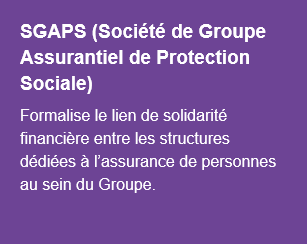 SGAPS (Société de Groupe
Assurantiel de Protection
Sociale)
Formalise le lien de solidarité
financière entre les structures
dédiées à l’assurance de personnes
au sein du Groupe.